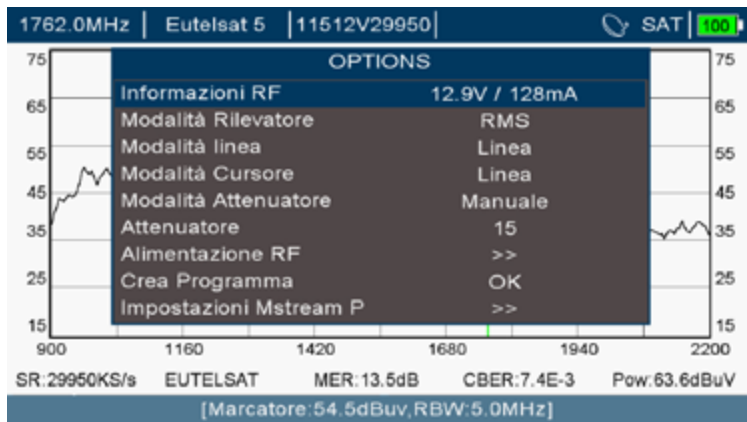 1762.0MHz | Eutelsat 5 |11512V29950| SAT| 100
OPTIONS
Informazioni RF 12.9V / 128mA
Modalità Rilevatore RMS
Modalità linea Linea
Modalità Cursore Linea
Modalità Attenuatore Manuale
Attenuatore 15
Alimentazione RF >>
Crea Programma OK
Impostazioni Mstream P >>
75 75
65 65
55 55
45 45
35 35
25 25
15 15
900 1160 1420 1680 1940 2200
SR:29950KS/s EUTELSAT MER:13.5dB CBER:7.4E-3 Pow:63.6dBuV
[Marcatore:54.5dBuv,RBW:5.0MHz]